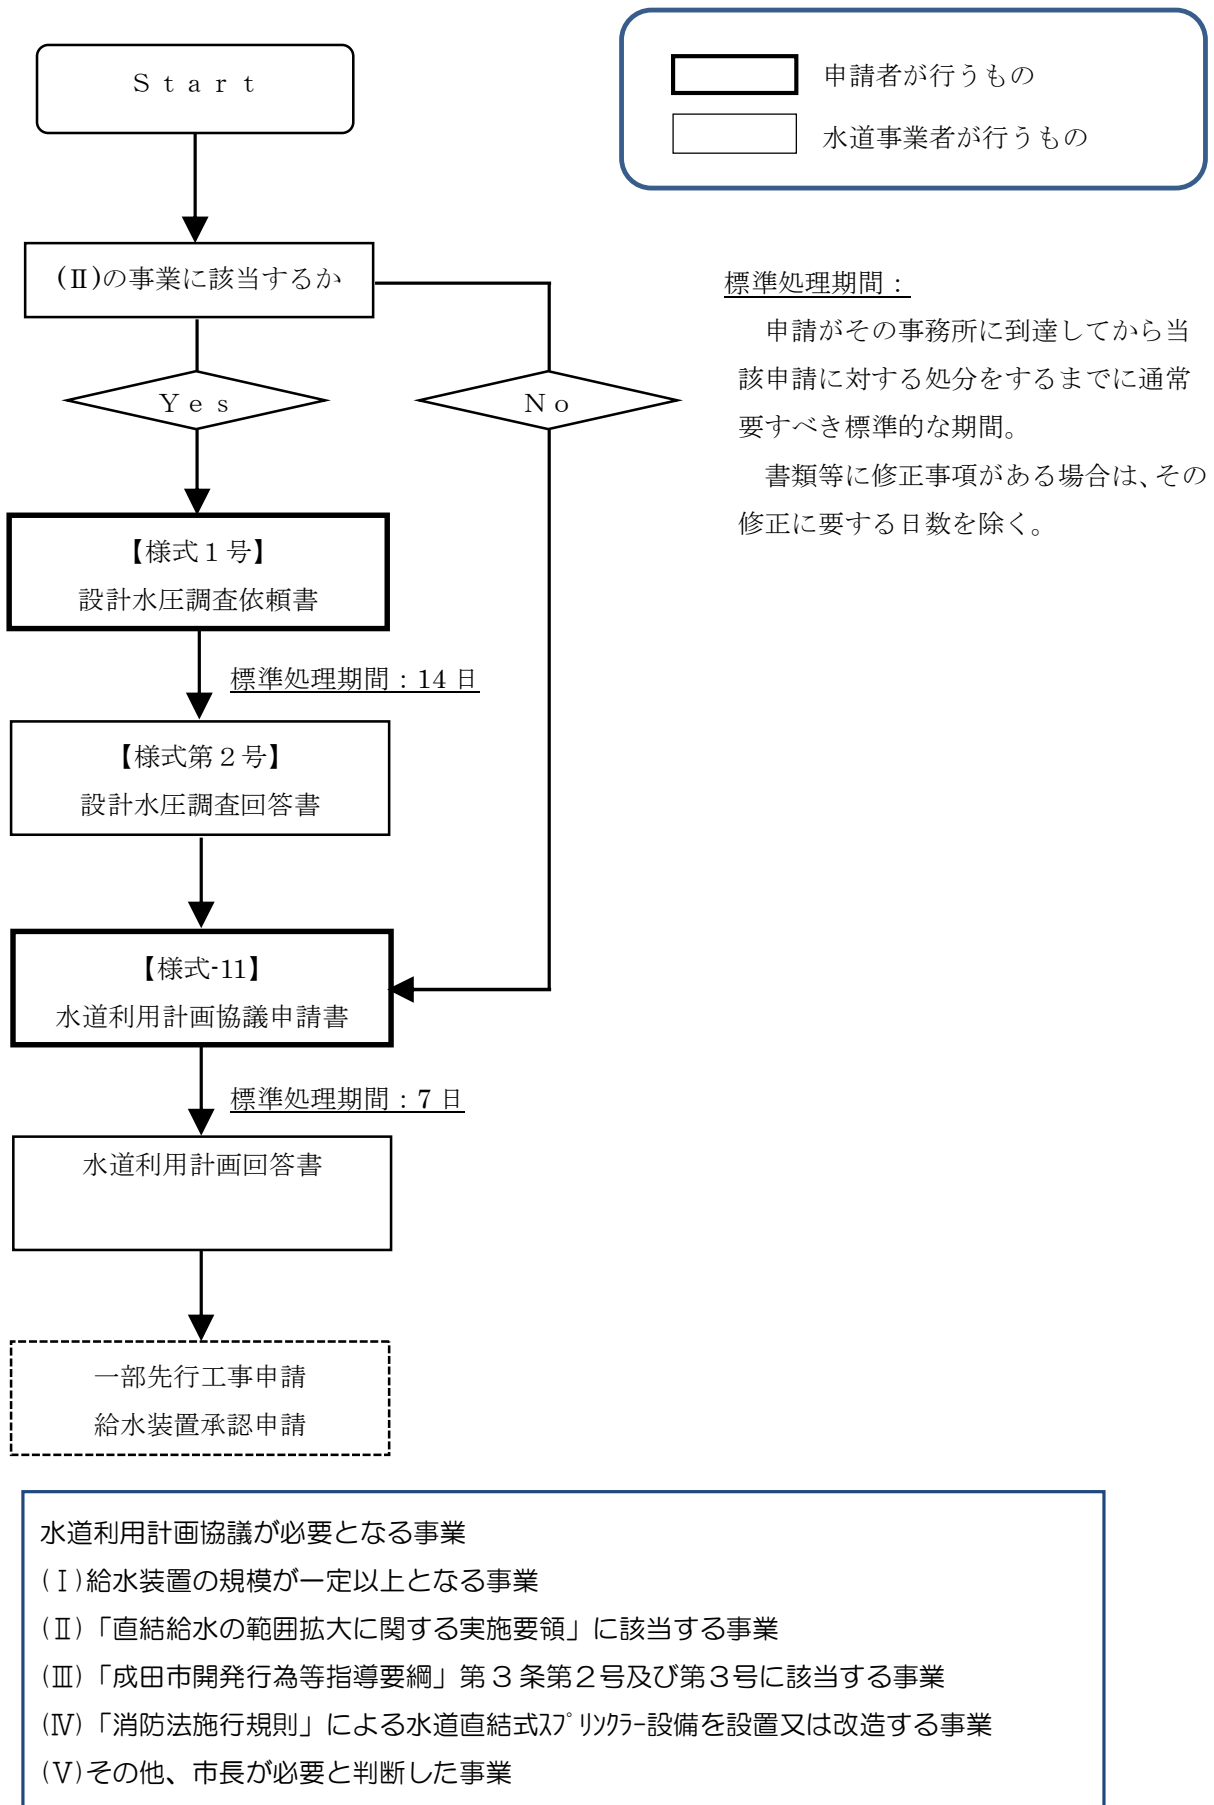 Start
申請者が行うもの
水道事業者が行うもの
(Ⅱ)の事業に該当するか
Yes
No
標準処理期間：
申請がその事務所に到達してから当
該申請に対する処分をするまでに通常
要すべき標準的な期間。
書類等に修正事項がある場合は、その
修正に要する日数を除く。
【様式１号】
設計水圧調査依頼書
標準処理期間：14 日
【様式第２号】
設計水圧調査回答書
【様式-11】
水道利用計画協議申請書
標準処理期間：7 日
水道利用計画回答書
一部先行工事申請
給水装置承認申請
水道利用計画協議が必要となる事業
(Ⅰ)給水装置の規模が一定以上となる事業
(Ⅱ)「直結給水の範囲拡大に関する実施要領」に該当する事業
(Ⅲ)「成田市開発行為等指導要綱」第３条第２号及び第３号に該当する事業
(Ⅳ)「消防法施行規則」による水道直結式ｽﾌﾟﾘﾝｸﾗｰ設備を設置又は改造する事業
(Ⅴ)その他、市長が必要と判断した事業